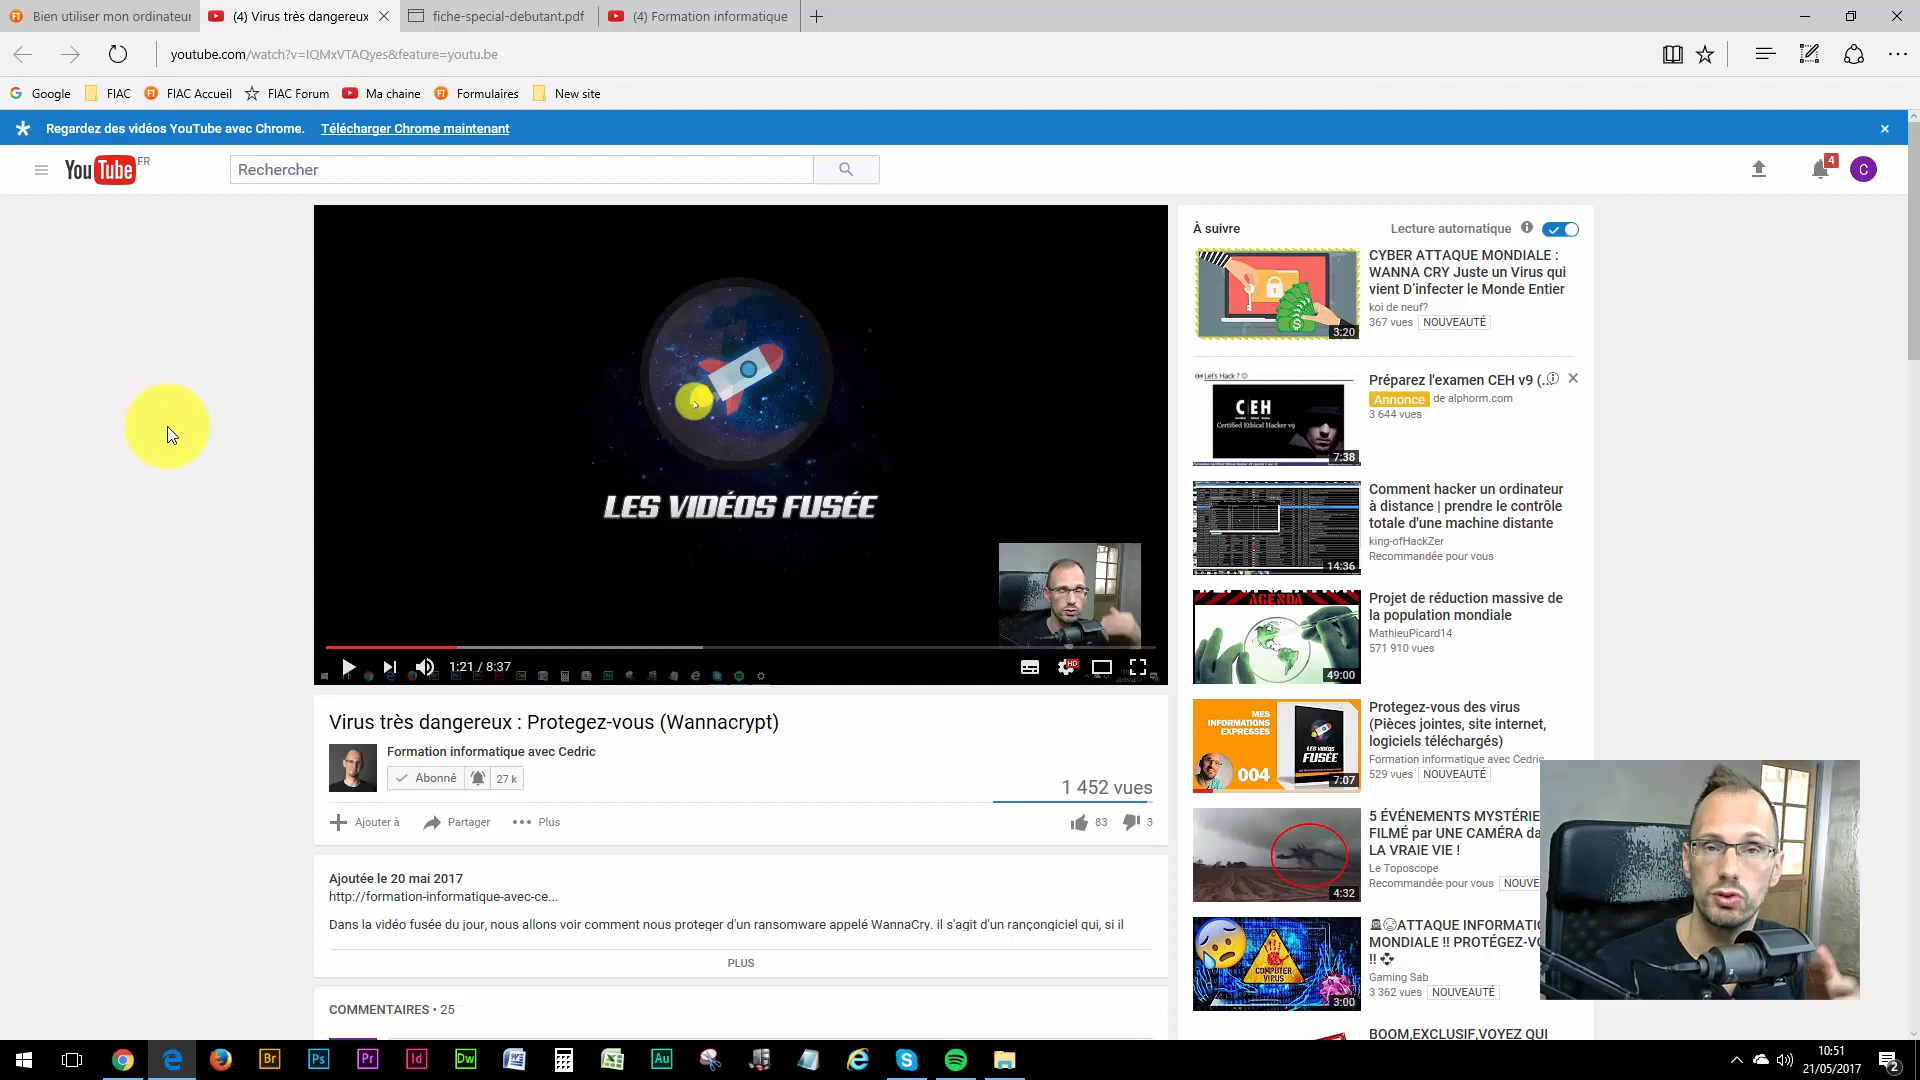 Bien utiliser mon ordinateur
(4) Virus très dangereux
fiche-special-debutant.pdf
(4) Formation informatique
youtube.com/watch?v=IQMxVTAQyes&feature=youtu.be
Google
FIAC
FIAC Accueil
FIAC Forum
Ma chaine
Formulaires
New site
Regardez des vidéos YouTube avec Chrome. Télécharger Chrome maintenant
YouTube FR
Rechercher
4
C
LES VIDÉOS FUSÉE
1:21 / 8:37
HD
Virus très dangereux : Protegez-vous (Wannacrypt)
Formation informatique avec Cedric
Abonné
27 k
1 452 vues
Ajouter à
Partager
Plus
83
3
Ajoutée le 20 mai 2017
http://formation-informatique-avec-ce...
Dans la vidéo fusée du jour, nous allons voir comment nous proteger d'un ransomware appelé WannaCry. il s'agit d'un rançongiciel qui, si il
PLUS
COMMENTAIRES • 25
À suivre
Lecture automatique
CYBER ATTAQUE MONDIALE :
WANNA CRY Juste un Virus qui
vient D'infecter le Monde Entier
koi de neuf?
367 vues NOUVEAUTÉ
3:20
Let's Hack ?
C|EH
Certified Ethical Hacker v9
7:38
Préparez l'examen CEH v9 (...
Annonce de alphorm.com
3 644 vues
Comment hacker un ordinateur
à distance | prendre le contrôle
totale d'une machine distante
king-ofHackZer
Recommandée pour vous
14:36
AGENDA
49:00
Projet de réduction massive de
la population mondiale
MathieuPicard14
571 910 vues
MES
INFORMATIONS
EXPRESSES
004
LES VIDÉOS
FUSÉE
7:07
Protegez-vous des virus
(Pièces jointes, site internet,
logiciels téléchargés)
Formation informatique avec Cedric
529 vues NOUVEAUTÉ
4:32
5 ÉVÉNEMENTS MYSTÉRIE
FILMÉ par UNE CAMÉRA da
LA VRAIE VIE !
Le Toposcope
Recommandée pour vous NOUVE
COMPUTER
VIRUS
3:00
ATTAQUE INFORMATIC
MONDIALE !! PROTÉGEZ-VO
!!
Gaming Sab
3 362 vues NOUVEAUTÉ
BOOM,EXCLUSIF,VOYEZ QUI
Br
Ps
Pr
Id
Dw
Au
10:51
21/05/2017
2